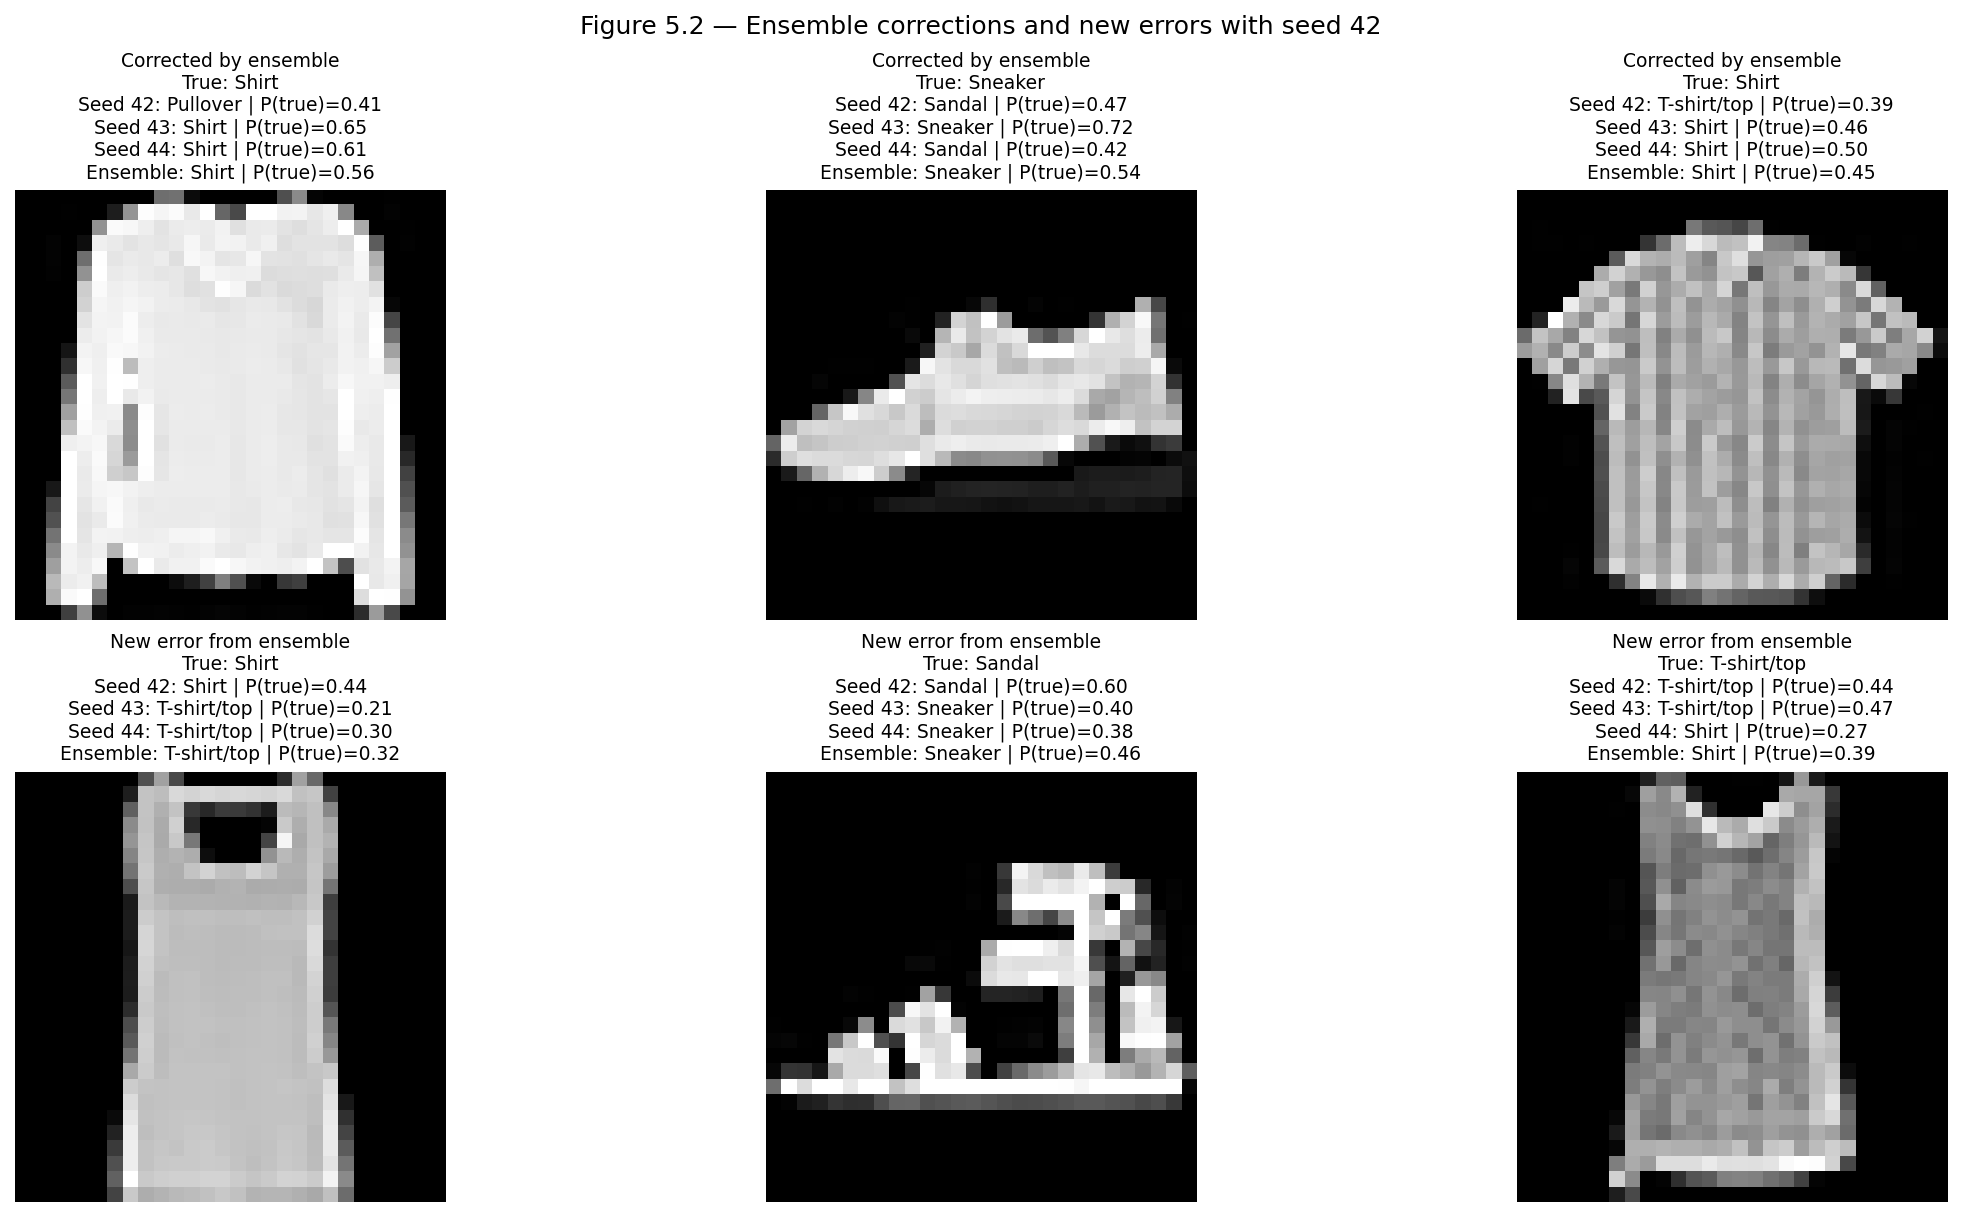 Figure 5.2 — Ensemble corrections and new errors with seed 42
Corrected by ensemble
True: Shirt
Seed 42: Pullover | P(true)=0.41
Seed 43: Shirt | P(true)=0.65
Seed 44: Shirt | P(true)=0.61
Ensemble: Shirt | P(true)=0.56
Corrected by ensemble
True: Sneaker
Seed 42: Sandal | P(true)=0.47
Seed 43: Sneaker | P(true)=0.72
Seed 44: Sandal | P(true)=0.42
Ensemble: Sneaker | P(true)=0.54
Corrected by ensemble
True: Shirt
Seed 42: T-shirt/top | P(true)=0.39
Seed 43: Shirt | P(true)=0.46
Seed 44: Shirt | P(true)=0.50
Ensemble: Shirt | P(true)=0.45
New error from ensemble
True: Shirt
Seed 42: Shirt | P(true)=0.44
Seed 43: T-shirt/top | P(true)=0.21
Seed 44: T-shirt/top | P(true)=0.30
Ensemble: T-shirt/top | P(true)=0.32
New error from ensemble
True: Sandal
Seed 42: Sandal | P(true)=0.60
Seed 43: Sneaker | P(true)=0.40
Seed 44: Sneaker | P(true)=0.38
Ensemble: Sneaker | P(true)=0.46
New error from ensemble
True: T-shirt/top
Seed 42: T-shirt/top | P(true)=0.44
Seed 43: T-shirt/top | P(true)=0.47
Seed 44: Shirt | P(true)=0.27
Ensemble: Shirt | P(true)=0.39